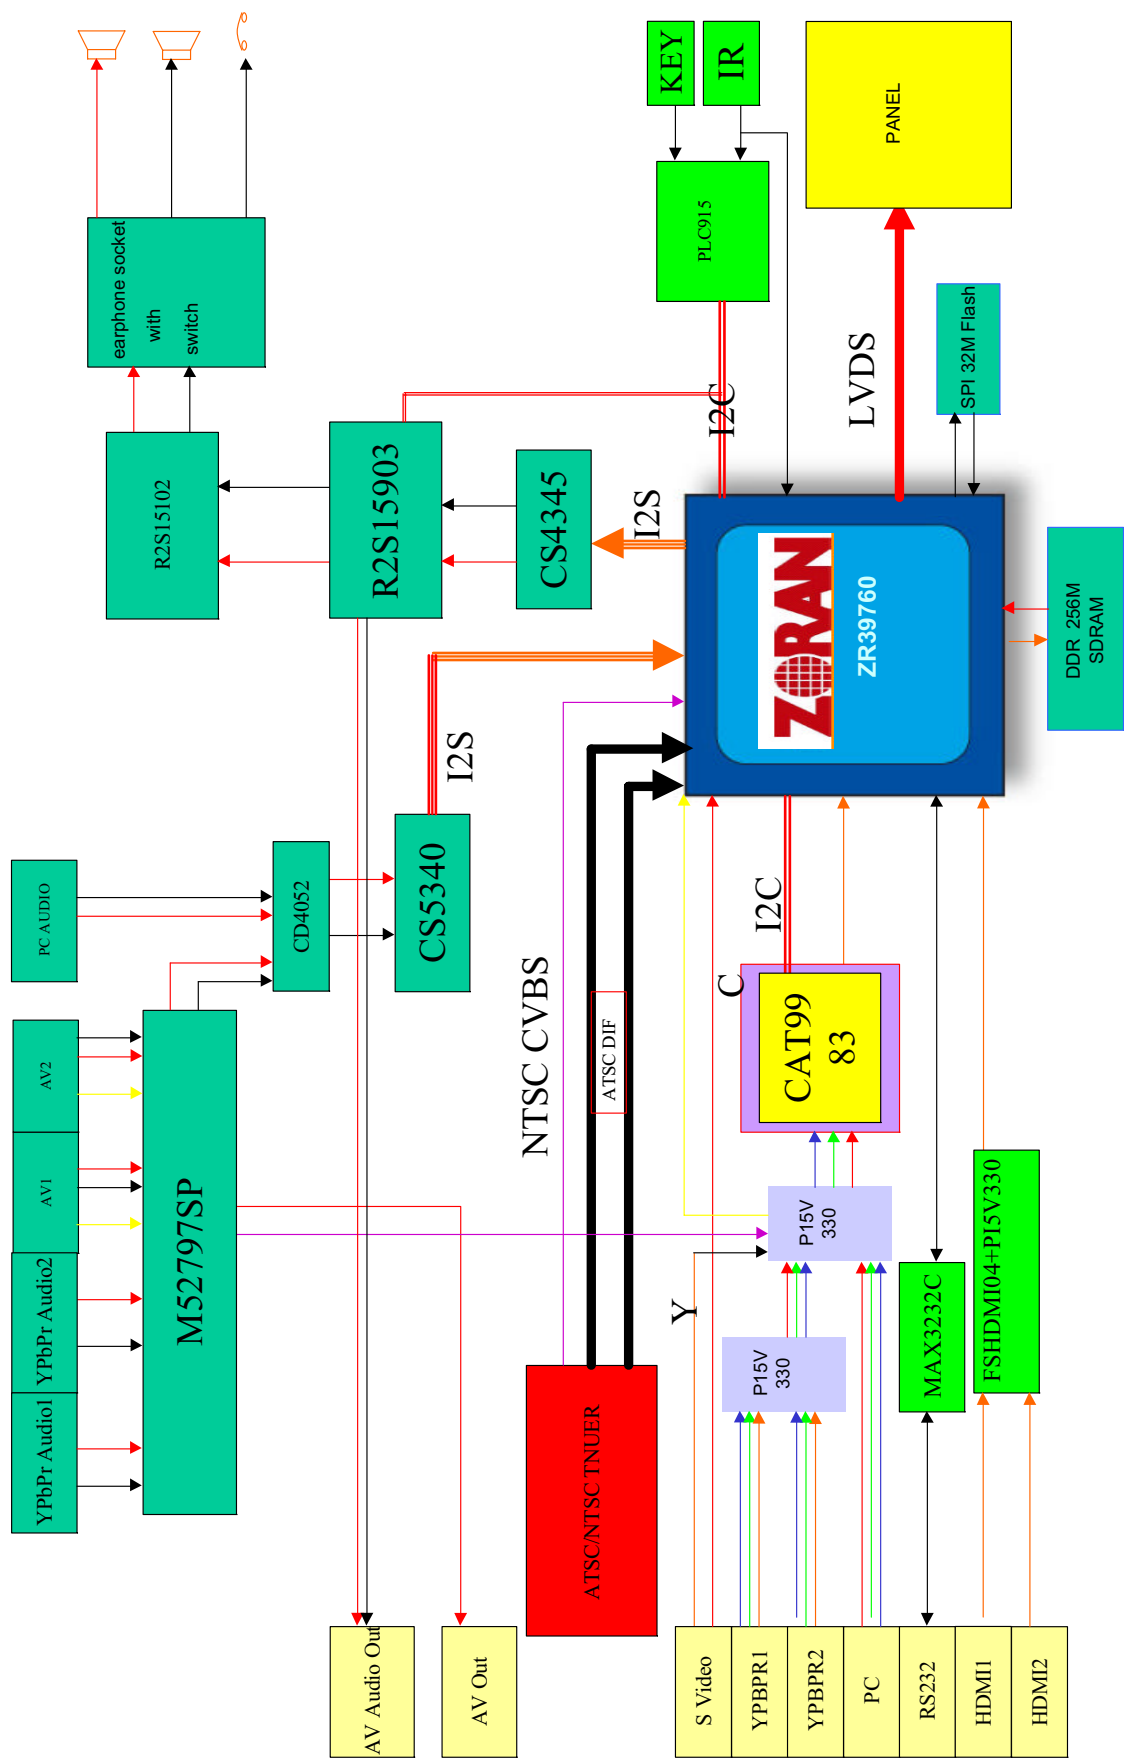 KEY
IR
PANEL
earphone socket
with
switch
PLC915
SPI 32M Flash
LVDS
I2C
R2S15102
R2S15903
CS4345
I2S
ZORAN
ZR39760
DDR 256M
SDRAM
I2S
PC AUDIO
CD4052
CS5340
AV2
AV1
YPbPr Audio2
YPbPr Audio1
M52797SP
NTSC CVBS
ATSC DIF
I2C
C
CAT99
83
P15V
330
Y
P15V
330
MAX3232C
FSHDMI04+PI5V330
ATSC/NTSC TNUER
AV Audio Out
AV Out
S Video
YPBPR1
YPBPR2
PC
RS232
HDMI1
HDMI2